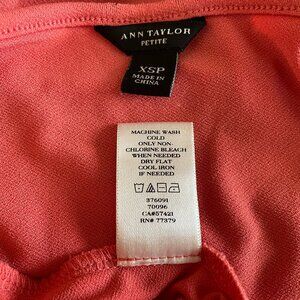 ANN TAYLOR
PETITE
XSP
MADE IN
CHINA
MACHINE WASH
COLD
ONLY NON-
CHLORINE BLEACH
WHEN NEEDED
DRY FLAT
COOL IRON
IF NEEDED
376091
70096
CA#57421
RN# 77379